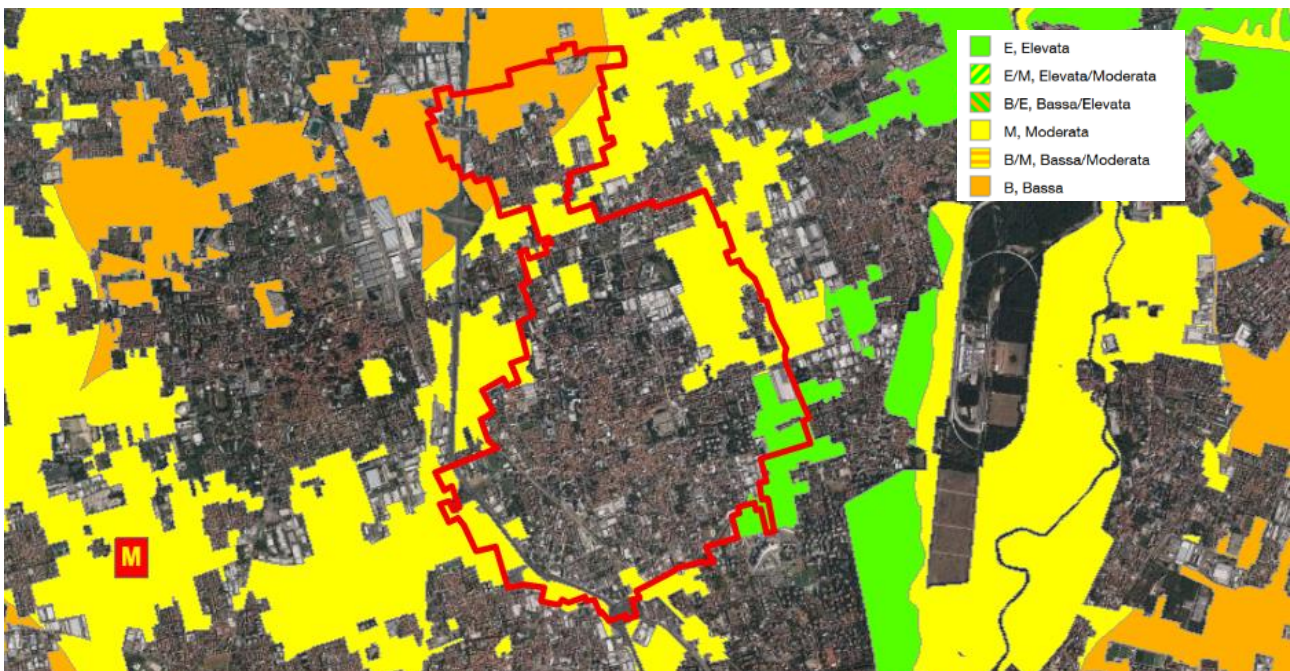 E, Elevata
E/M, Elevata/Moderata
B/E, Bassa/Elevata
M, Moderata
B/M, Bassa/Moderata
B, Bassa
M